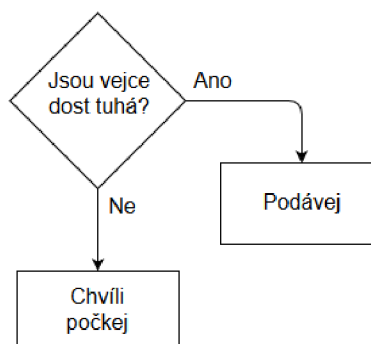 Jsou vejce
dost tuhá?
Ano
Podávej
Ne
Chvíli
počkej